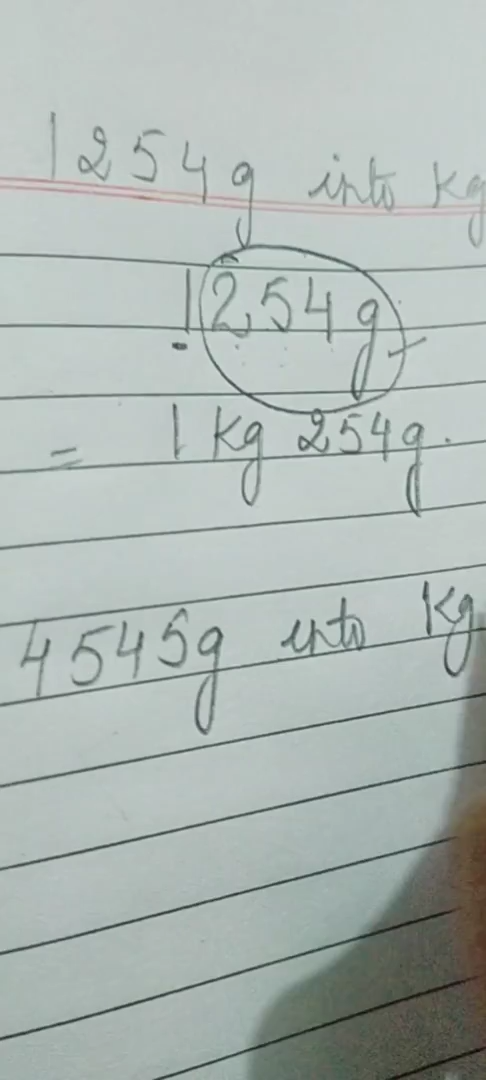 1254g into kg
1254g
= 1 kg 254g.
4545g into kg